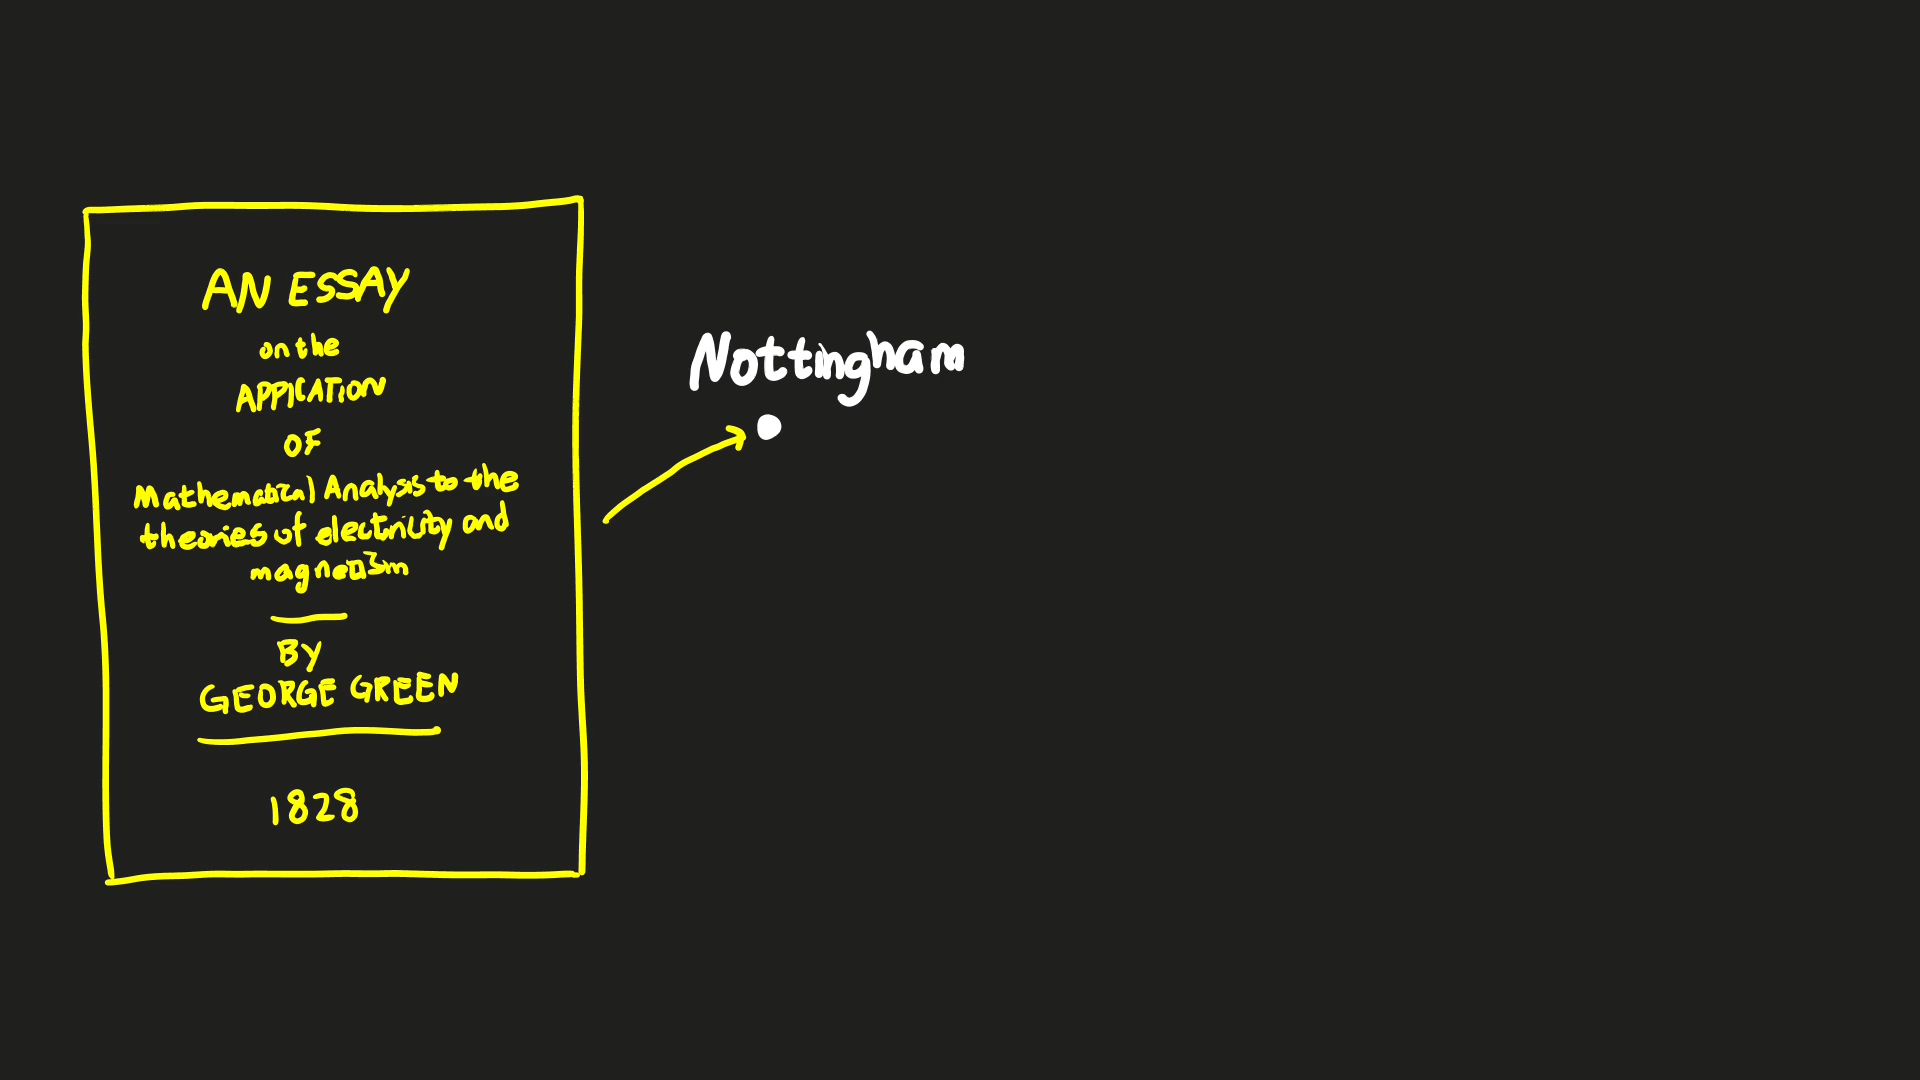 AN ESSAY
on the
APPICATION
OF
Mathematical Analysis to the
theories of electricity and
magnetism
BY
GEORGE GREEN
1828
Nottingham